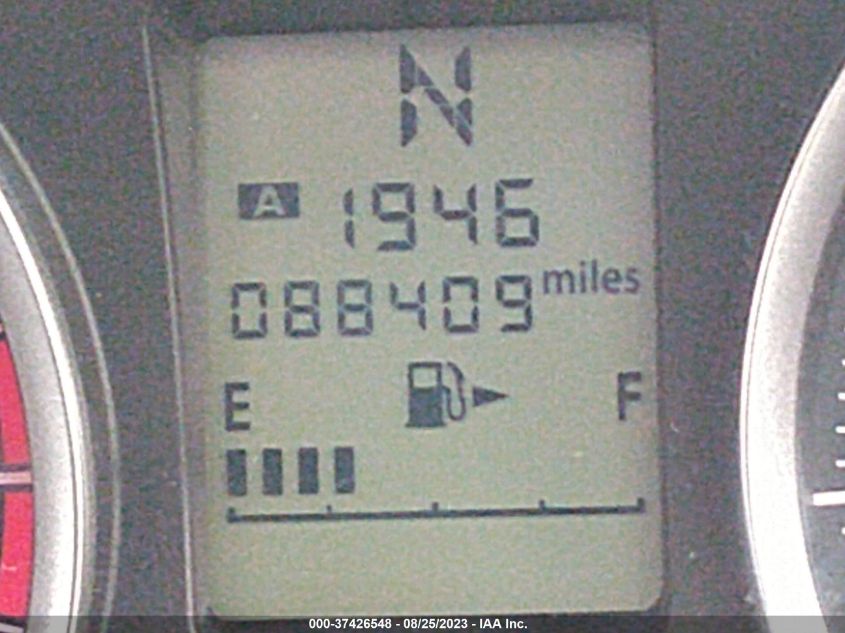 N
A 1946
088409 miles
E F
000-37426548 - 08/25/2023 - IAA Inc.